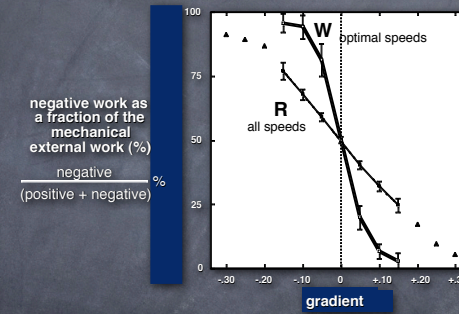 negative work as
a fraction of the
mechanical
external work (%)
negative
(positive + negative)
%
100
75
50
25
0
W optimal speeds
R
all speeds
-.30 -.20 -.10 0 +.10 +.20 +.3
gradient